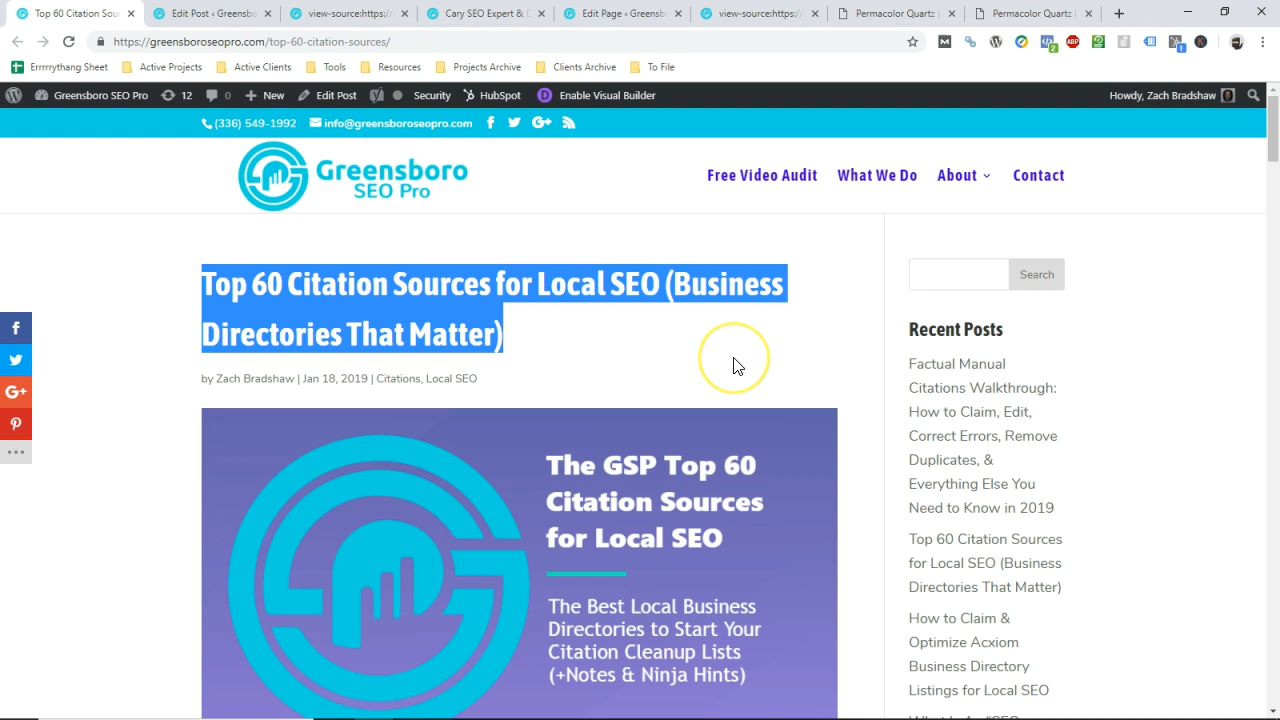 Top 60 Citation Sour
Edit Post ‹ Greensbo
view-source:https://
Cary SEO Expert & D
Edit Page ‹ Greensb
view-source:https://
Permacolor Quartz
Permacolor Quartz
https://greensboroseopro.com/top-60-citation-sources/
Errrrrythang Sheet
Active Projects
Active Clients
Tools
Resources
Projects Archive
Clients Archive
To File
Greensboro SEO Pro
12
0
New
Edit Post
Security
HubSpot
Enable Visual Builder
Howdy, Zach Bradshaw
(336) 549-1992
info@greensboroseopro.com
Greensboro
SEO Pro
Free Video Audit
What We Do
About
Contact
Top 60 Citation Sources for Local SEO (Business
Directories That Matter)
by Zach Bradshaw | Jan 18, 2019 | Citations, Local SEO
The GSP Top 60
Citation Sources
for Local SEO
The Best Local Business
Directories to Start Your
Citation Cleanup Lists
(+Notes & Ninja Hints)
Search
Recent Posts
Factual Manual
Citations Walkthrough:
How to Claim, Edit,
Correct Errors, Remove
Duplicates, &
Everything Else You
Need to Know in 2019
Top 60 Citation Sources
for Local SEO (Business
Directories That Matter)
How to Claim &
Optimize Acxiom
Business Directory
Listings for Local SEO